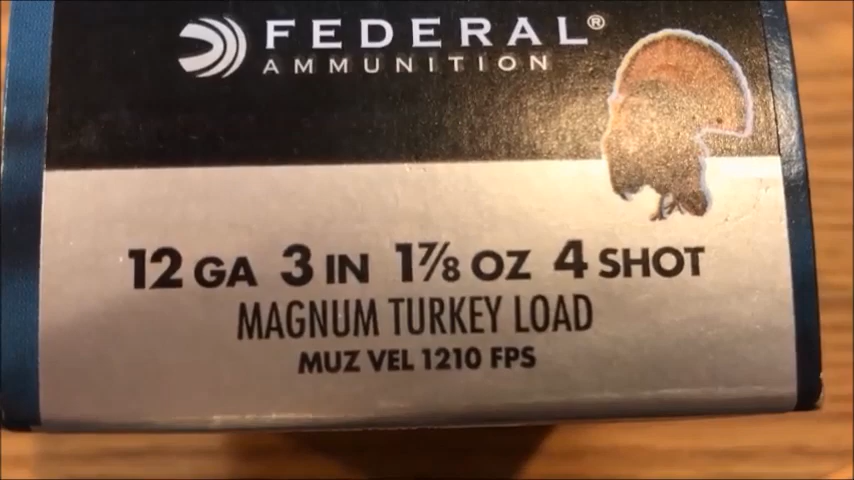 FEDERAL®
AMMUNITION
12 GA 3 IN 1⅞ OZ 4 SHOT
MAGNUM TURKEY LOAD
MUZ VEL 1210 FPS